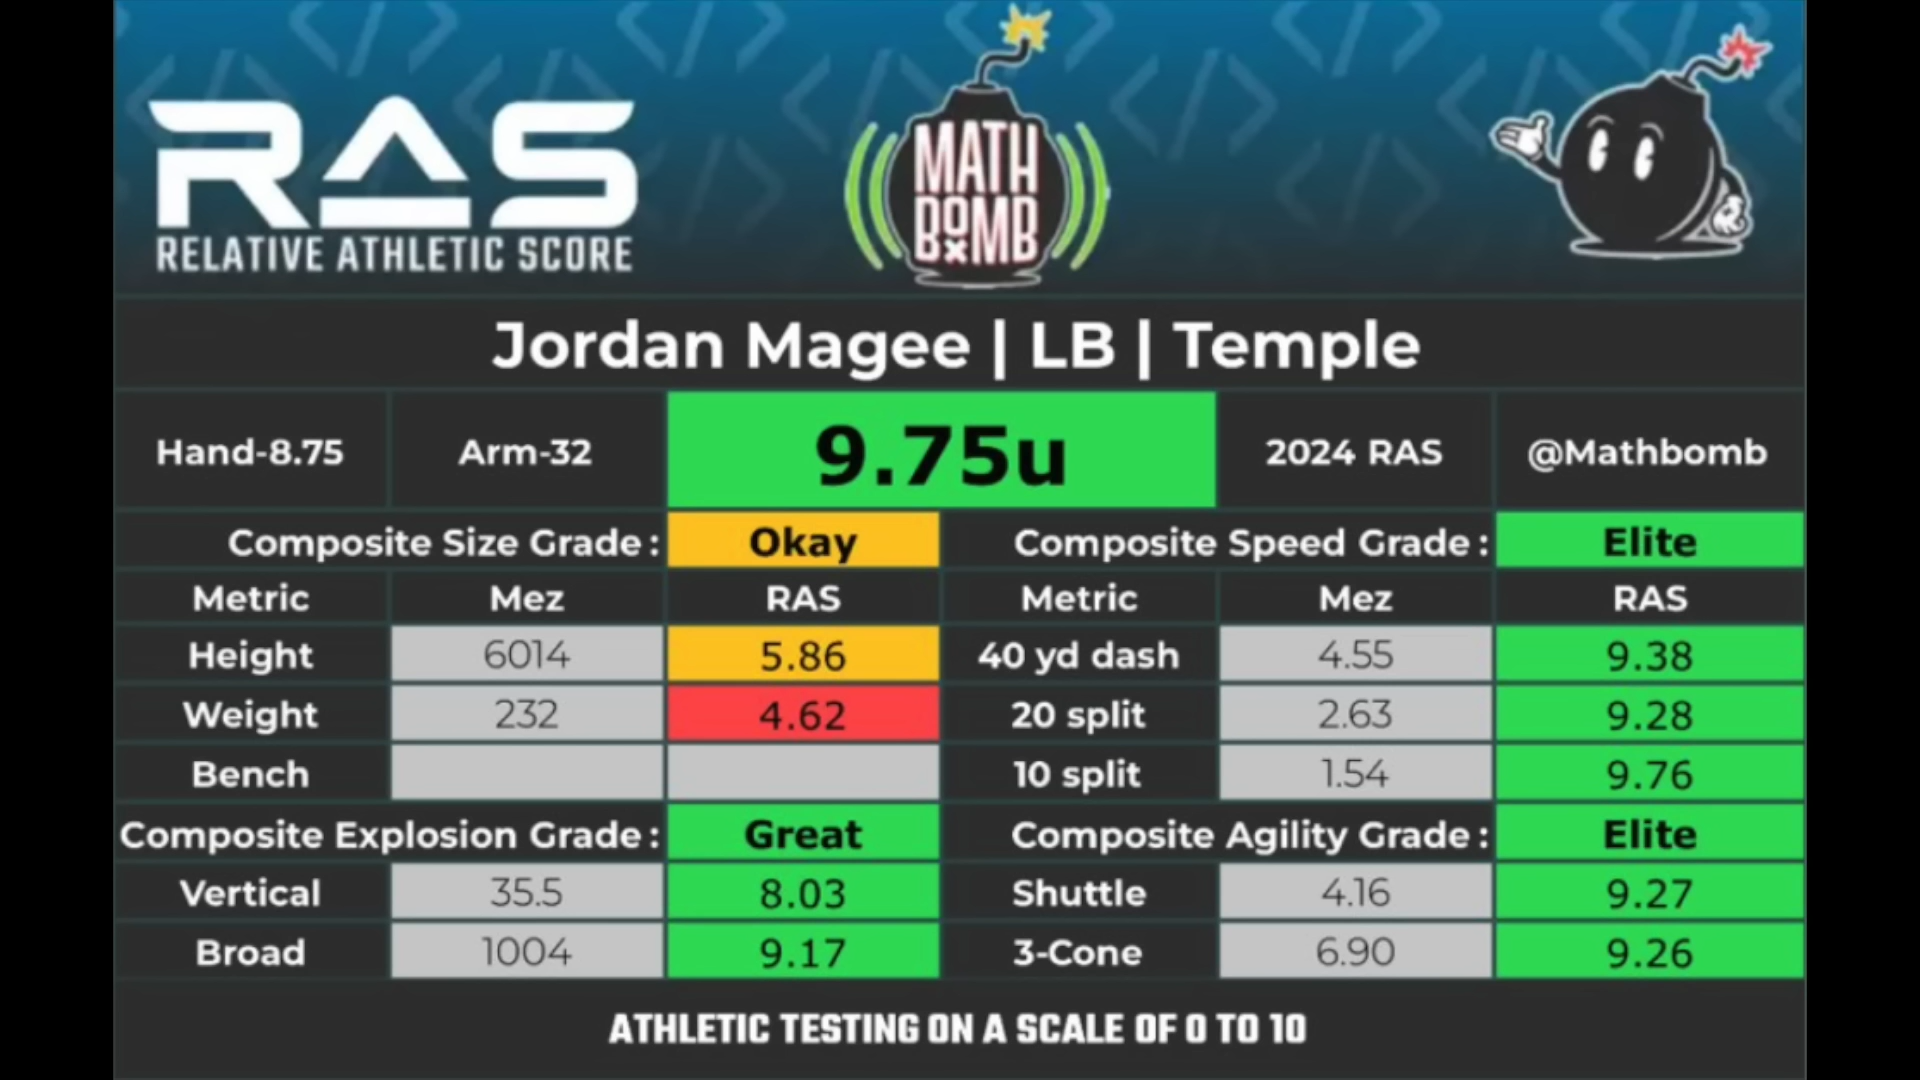 RAS
RELATIVE ATHLETIC SCORE
MATH
BOMB
Jordan Magee | LB | Temple
Hand-8.75 Arm-32 9.75u 2024 RAS @Mathbomb
Composite Size Grade : Okay Composite Speed Grade : Elite
Metric Mez RAS Metric Mez RAS
Height 6014 5.86 40 yd dash 4.55 9.38
Weight 232 4.62 20 split 2.63 9.28
Bench 10 split 1.54 9.76
Composite Explosion Grade : Great Composite Agility Grade : Elite
Vertical 35.5 8.03 Shuttle 4.16 9.27
Broad 1004 9.17 3-Cone 6.90 9.26
ATHLETIC TESTING ON A SCALE OF 0 TO 10